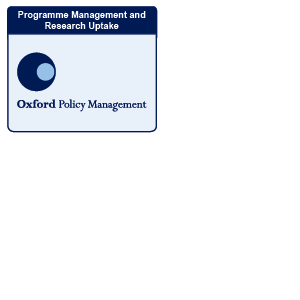 Programme Management and
Research Uptake
Oxford Policy Management